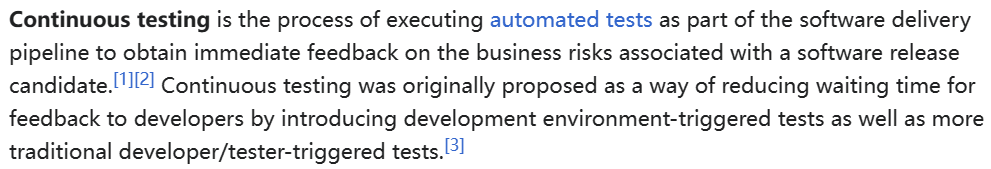 Continuous testing is the process of executing automated tests as part of the software delivery
pipeline to obtain immediate feedback on the business risks associated with a software release
candidate.[1][2] Continuous testing was originally proposed as a way of reducing waiting time for
feedback to developers by introducing development environment-triggered tests as well as more
traditional developer/tester-triggered tests.[3]